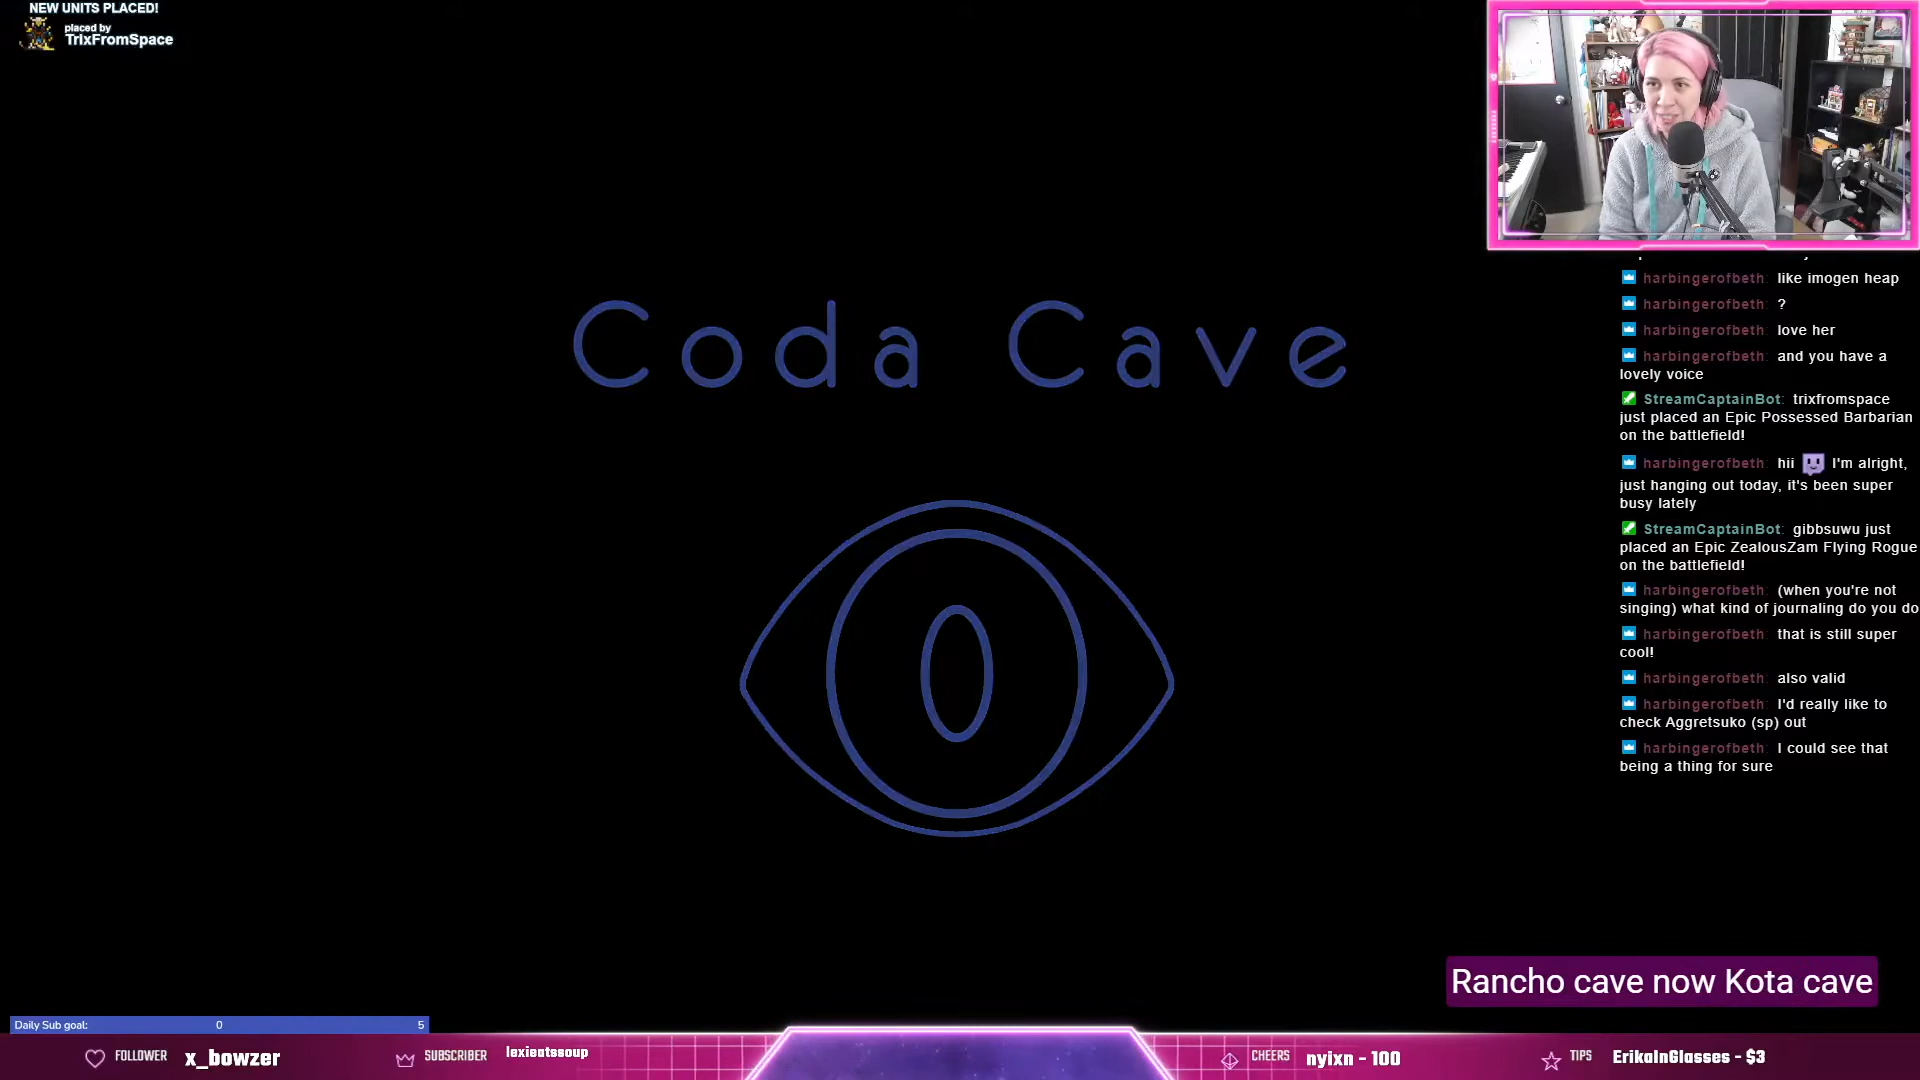 NEW UNITS PLACED!
placed by
TrixFromSpace
Coda Cave
harbingerofbeth: like imogen heap
harbingerofbeth: ?
harbingerofbeth: love her
harbingerofbeth: and you have a
lovely voice
StreamCaptainBot: trixfromspace
just placed an Epic Possessed Barbarian
on the battlefield!
harbingerofbeth: hii I'm alright,
just hanging out today, it's been super
busy lately
StreamCaptainBot: gibbsuwu just
placed an Epic ZealousZam Flying Rogue
on the battlefield!
harbingerofbeth: (when you're not
singing) what kind of journaling do you do
harbingerofbeth: that is still super
cool!
harbingerofbeth: also valid
harbingerofbeth: I'd really like to
check Aggretsuko (sp) out
harbingerofbeth: I could see that
being a thing for sure
Rancho cave now Kota cave
Daily Sub goal: 0 5
FOLLOWER x_bowzer
SUBSCRIBER lexieatssoup
CHEERS nyixn - 100
TIPS ErikaInGlasses - $3